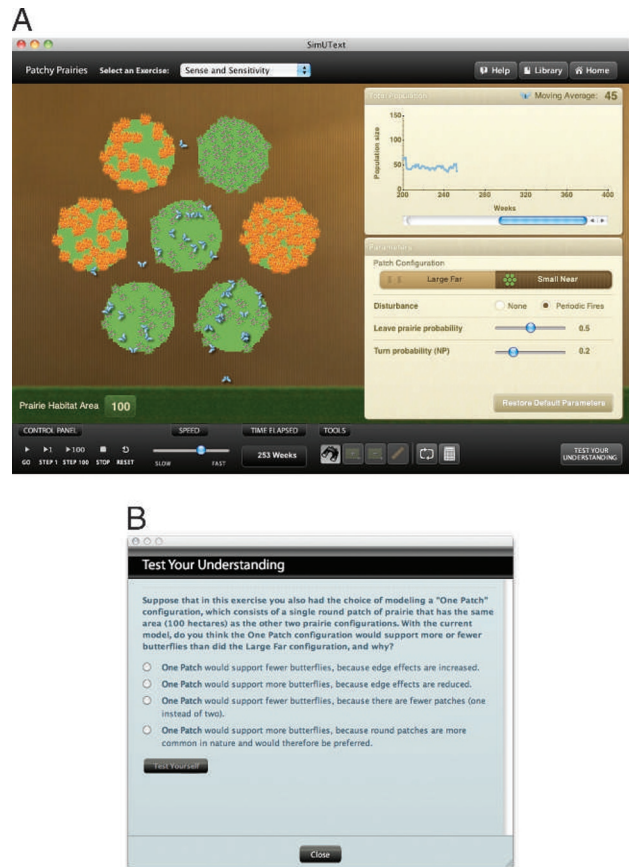 A
SimUText
Patchy Prairies Select an Exercise: Sense and Sensitivity Help Library Home
Total Population Moving Average: 45
150
100
50
0
Population size
200 240 280 320 360 400
Weeks
Parameters
Patch Configuration
Large Far Small Near
Disturbance None Periodic Fires
Leave prairie probability 0.5
Turn probability (NP) 0.2
Restore Default Parameters
Prairie Habitat Area 100
CONTROL PANEL SPEED TIME ELAPSED TOOLS
GO STEP 1 STEP 100 STOP RESET
1 100
SLOW FAST
253 Weeks
TEST YOUR
UNDERSTANDING
B
Test Your Understanding
Suppose that in this exercise you also had the choice of modeling a "One Patch"
configuration, which consists of a single round patch of prairie that has the same
area (100 hectares) as the other two prairie configurations. With the current
model, do you think the One Patch configuration would support more or fewer
butterflies than did the Large Far configuration, and why?
One Patch would support fewer butterflies, because edge effects are increased.
One Patch would support more butterflies, because edge effects are reduced.
One Patch would support fewer butterflies, because there are fewer patches (one
instead of two).
One Patch would support more butterflies, because round patches are more
common in nature and would therefore be preferred.
Test Yourself
Close